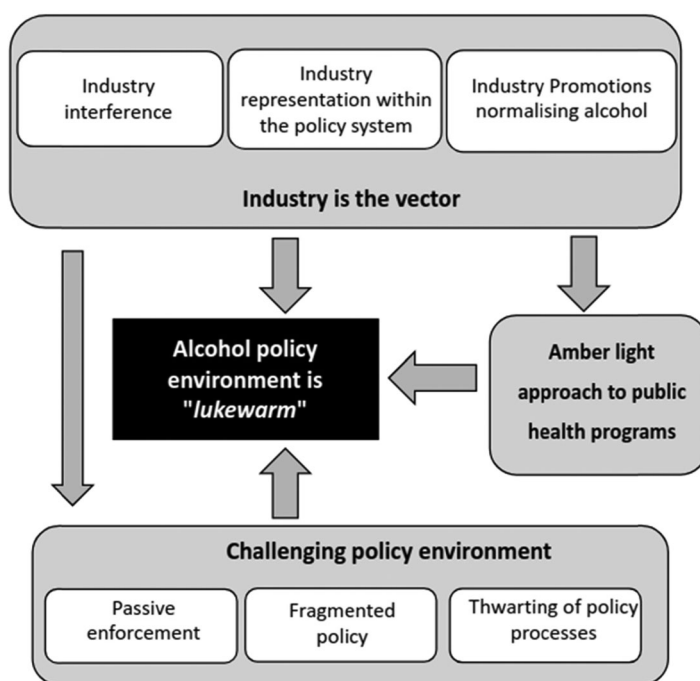 Industry
interference
Industry
representation within
the policy system
Industry Promotions
normalising alcohol
Industry is the vector
Alcohol policy
environment is
"lukewarm"
Amber light
approach to public
health programs
Challenging policy environment
Passive
enforcement
Fragmented
policy
Thwarting of policy
processes